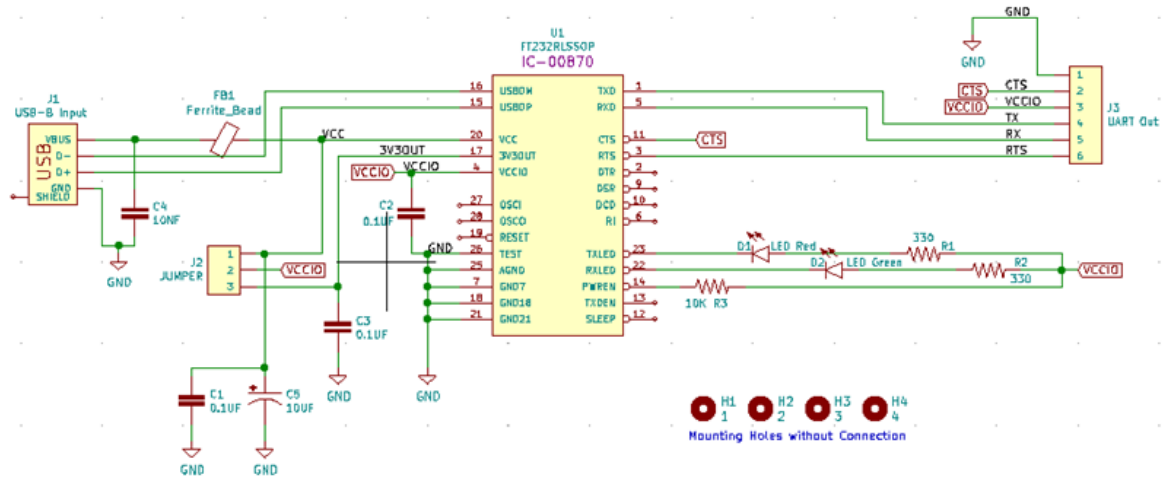 U1
FT232RLSSOP
IC-00870
J1
USB-B Input
USB
VBUS
D-
D+
GND
SHIELD
FB1
Ferrite_Bead
C4
10NF
GND
VCC
3V3OUT
VCCIO
VCCIO
C2
0.1UF
GND
J2
JUMPER
1
2
3
VCCIO
C3
0.1UF
GND
GND
C1
0.1UF
GND
C5
10UF
GND
16 USBDM
15 USBDP
20 VCC
17 3V3OUT
4 VCCIO
27 OSCI
28 OSCO
19 RESET
26 TEST
25 AGND
7 GND7
18 GND18
21 GND21
TXD 1
RXD 5
CTS 11
RTS 3
DTR 2
DSR 9
DCD 10
RI 6
TXLED 23
RXLED 22
PWREN 14
TXDEN 13
SLEEP 12
CTS
D1 LED Red
330 R1
D2 LED Green
R2
330
10K R3
VCCIO
GND
GND
CTS CTS
VCCIO VCCIO
TX
RX
RTS
1
2
3
4
5
6
J3
UART Out
H1
1
H2
2
H3
3
H4
4
Mounting Holes without Connection